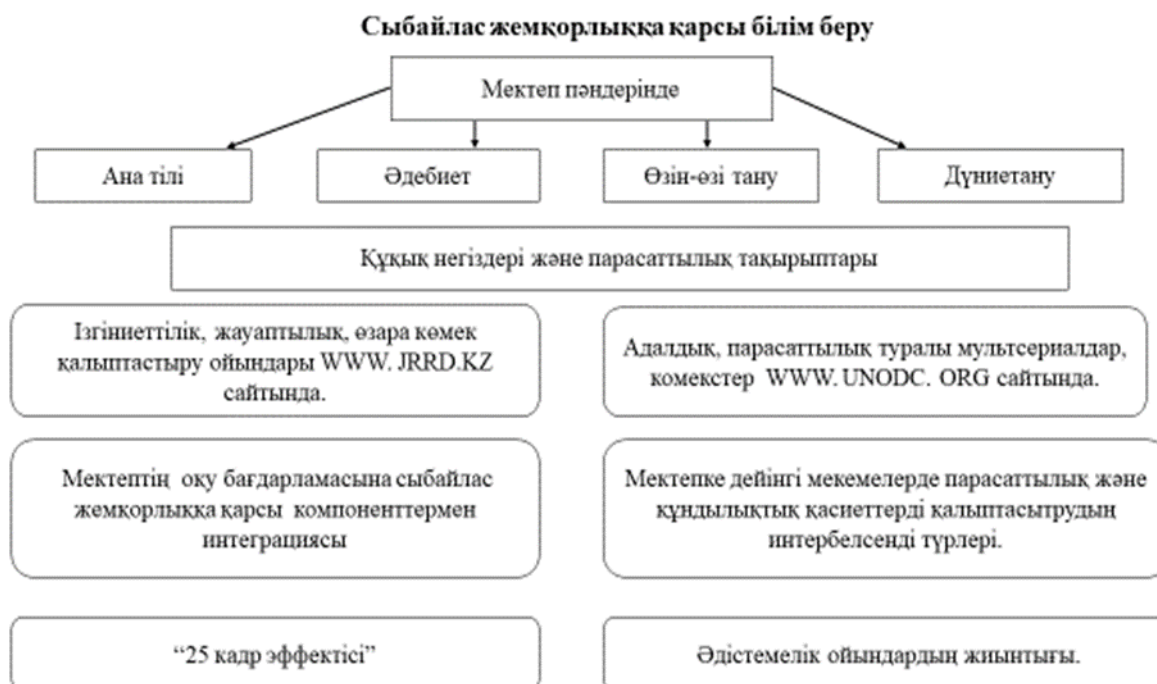 Сыбайлас жемқорлыққа қарсы білім беру
Мектеп пәндерінде
Ана тілі
Әдебиет
Өзін-өзі тану
Дүниетану
Құқық негіздері және парасаттылық тақырыптары
Ізгіниеттілік, жауаптылық, өзара көмек
қалыптастыру ойындары WWW. JRRD.KZ
сайтында.
Адалдық, парасаттылық туралы мультсериалдар,
комекстер WWW. UNODC. ORG сайтында.
Мектептің оқу бағдарламасына сыбайлас
жемқорлыққа қарсы компоненттермен
интеграциясы
Мектепке дейінгі мекемелерде парасаттылық және
құндылықтық қасиеттерді қалыптасытрудың
интербелсенді түрлері.
“25 кадр эффектісі”
Әдістемелік ойындардың жиынтығы.